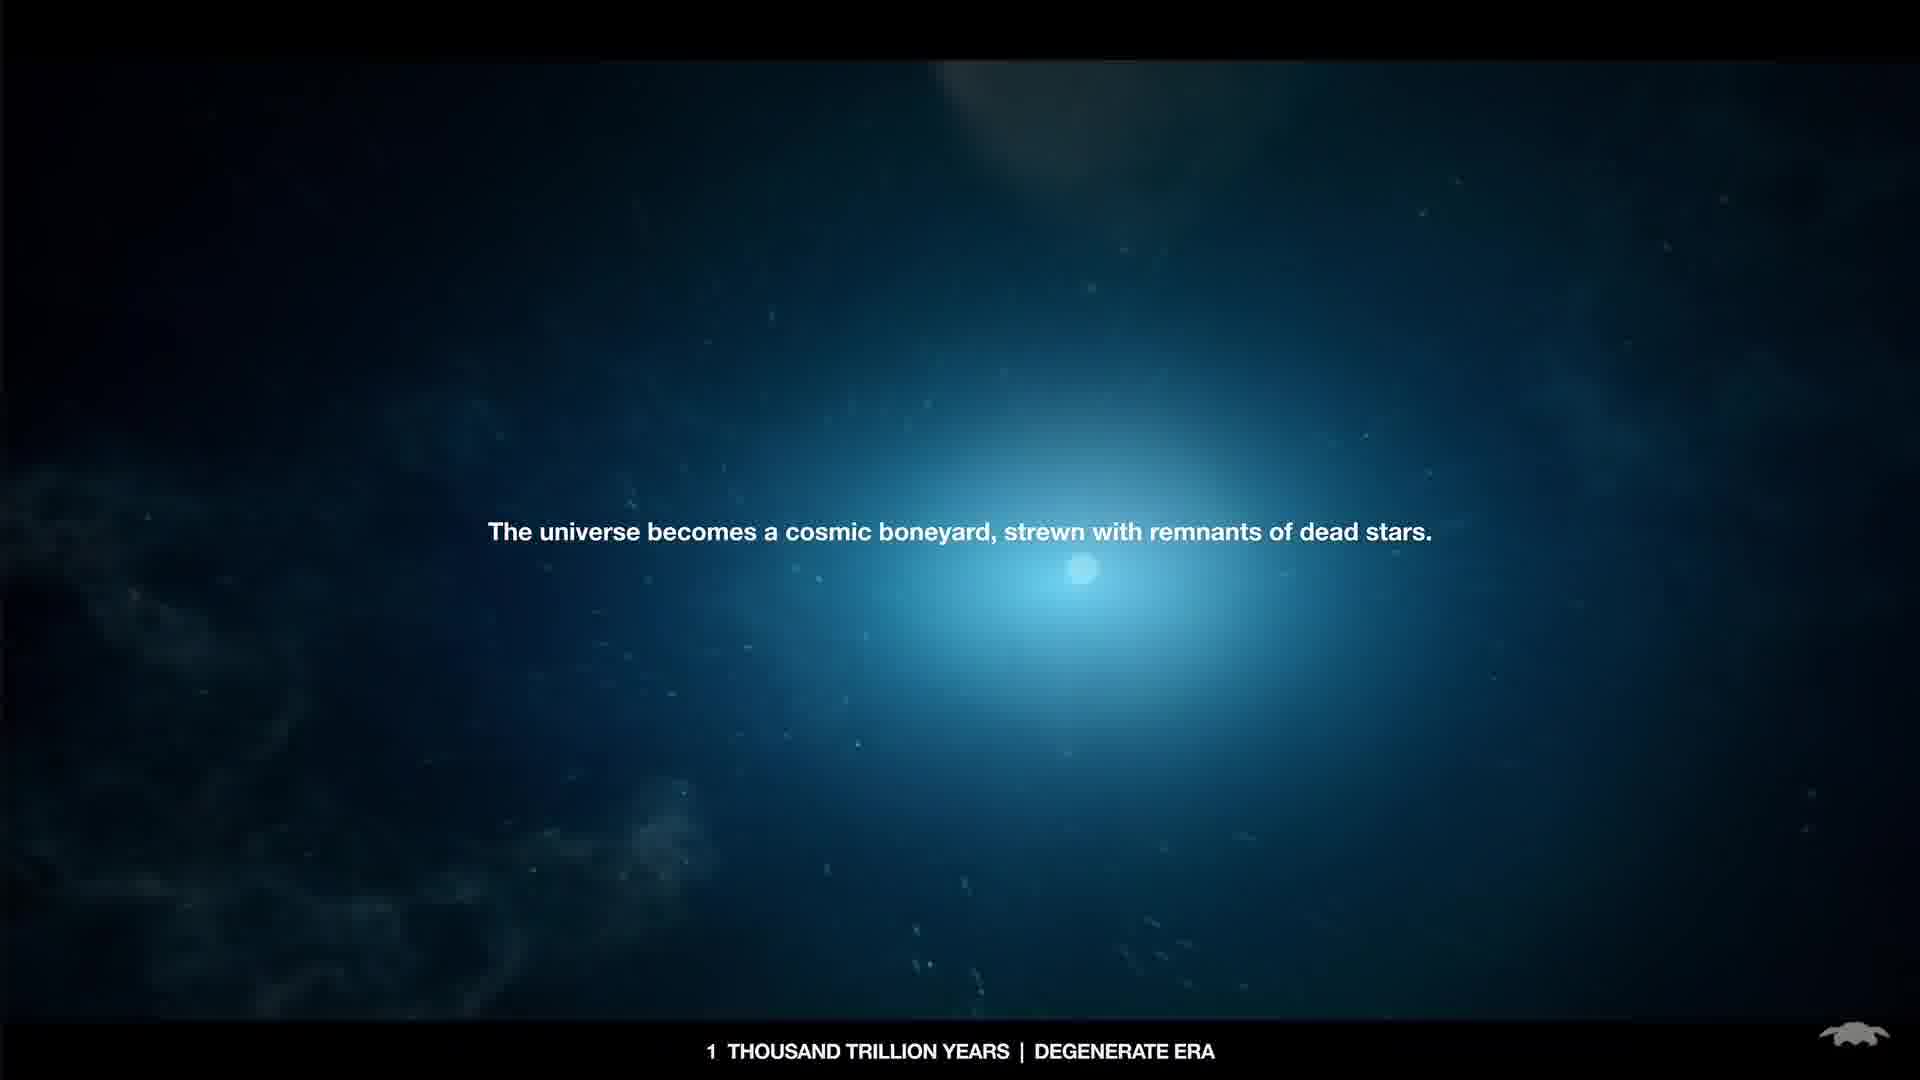 The universe becomes a cosmic boneyard, strewn with remnants of dead stars.
1 THOUSAND TRILLION YEARS | DEGENERATE ERA